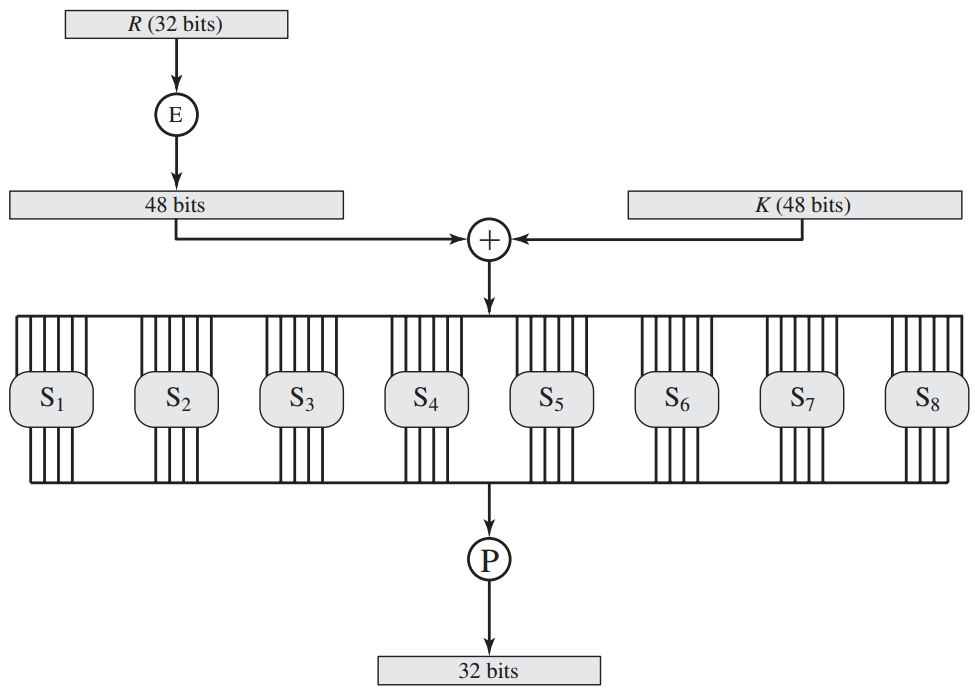 R (32 bits)
E
48 bits
K (48 bits)
+
S1 S2 S3 S4 S5 S6 S7 S8
P
32 bits